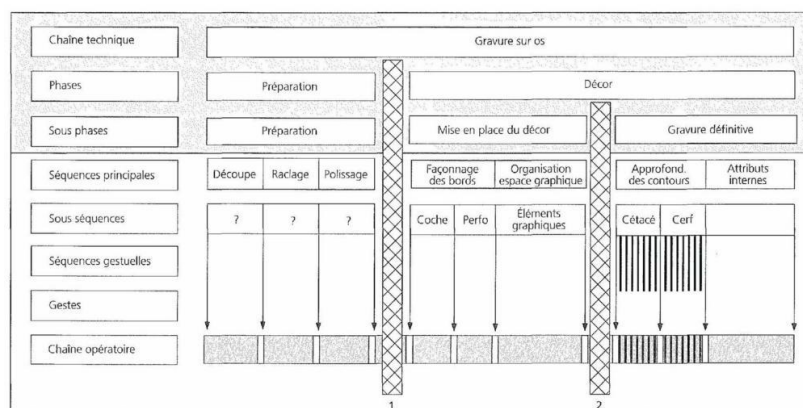 Chaîne technique
Gravure sur os
Phases
Préparation
Décor
Sous phases
Préparation
Mise en place du décor
Gravure définitive
Séquences principales
Découpe
Raclage
Polissage
Façonnage
des bords
Organisation
espace graphique
Approfond.
des contours
Attributs
internes
Sous séquences
?
?
?
Coche
Perfo
Éléments
graphiques
Cétacé
Cerf
Séquences gestuelles
Gestes
Chaîne opératoire
1
2